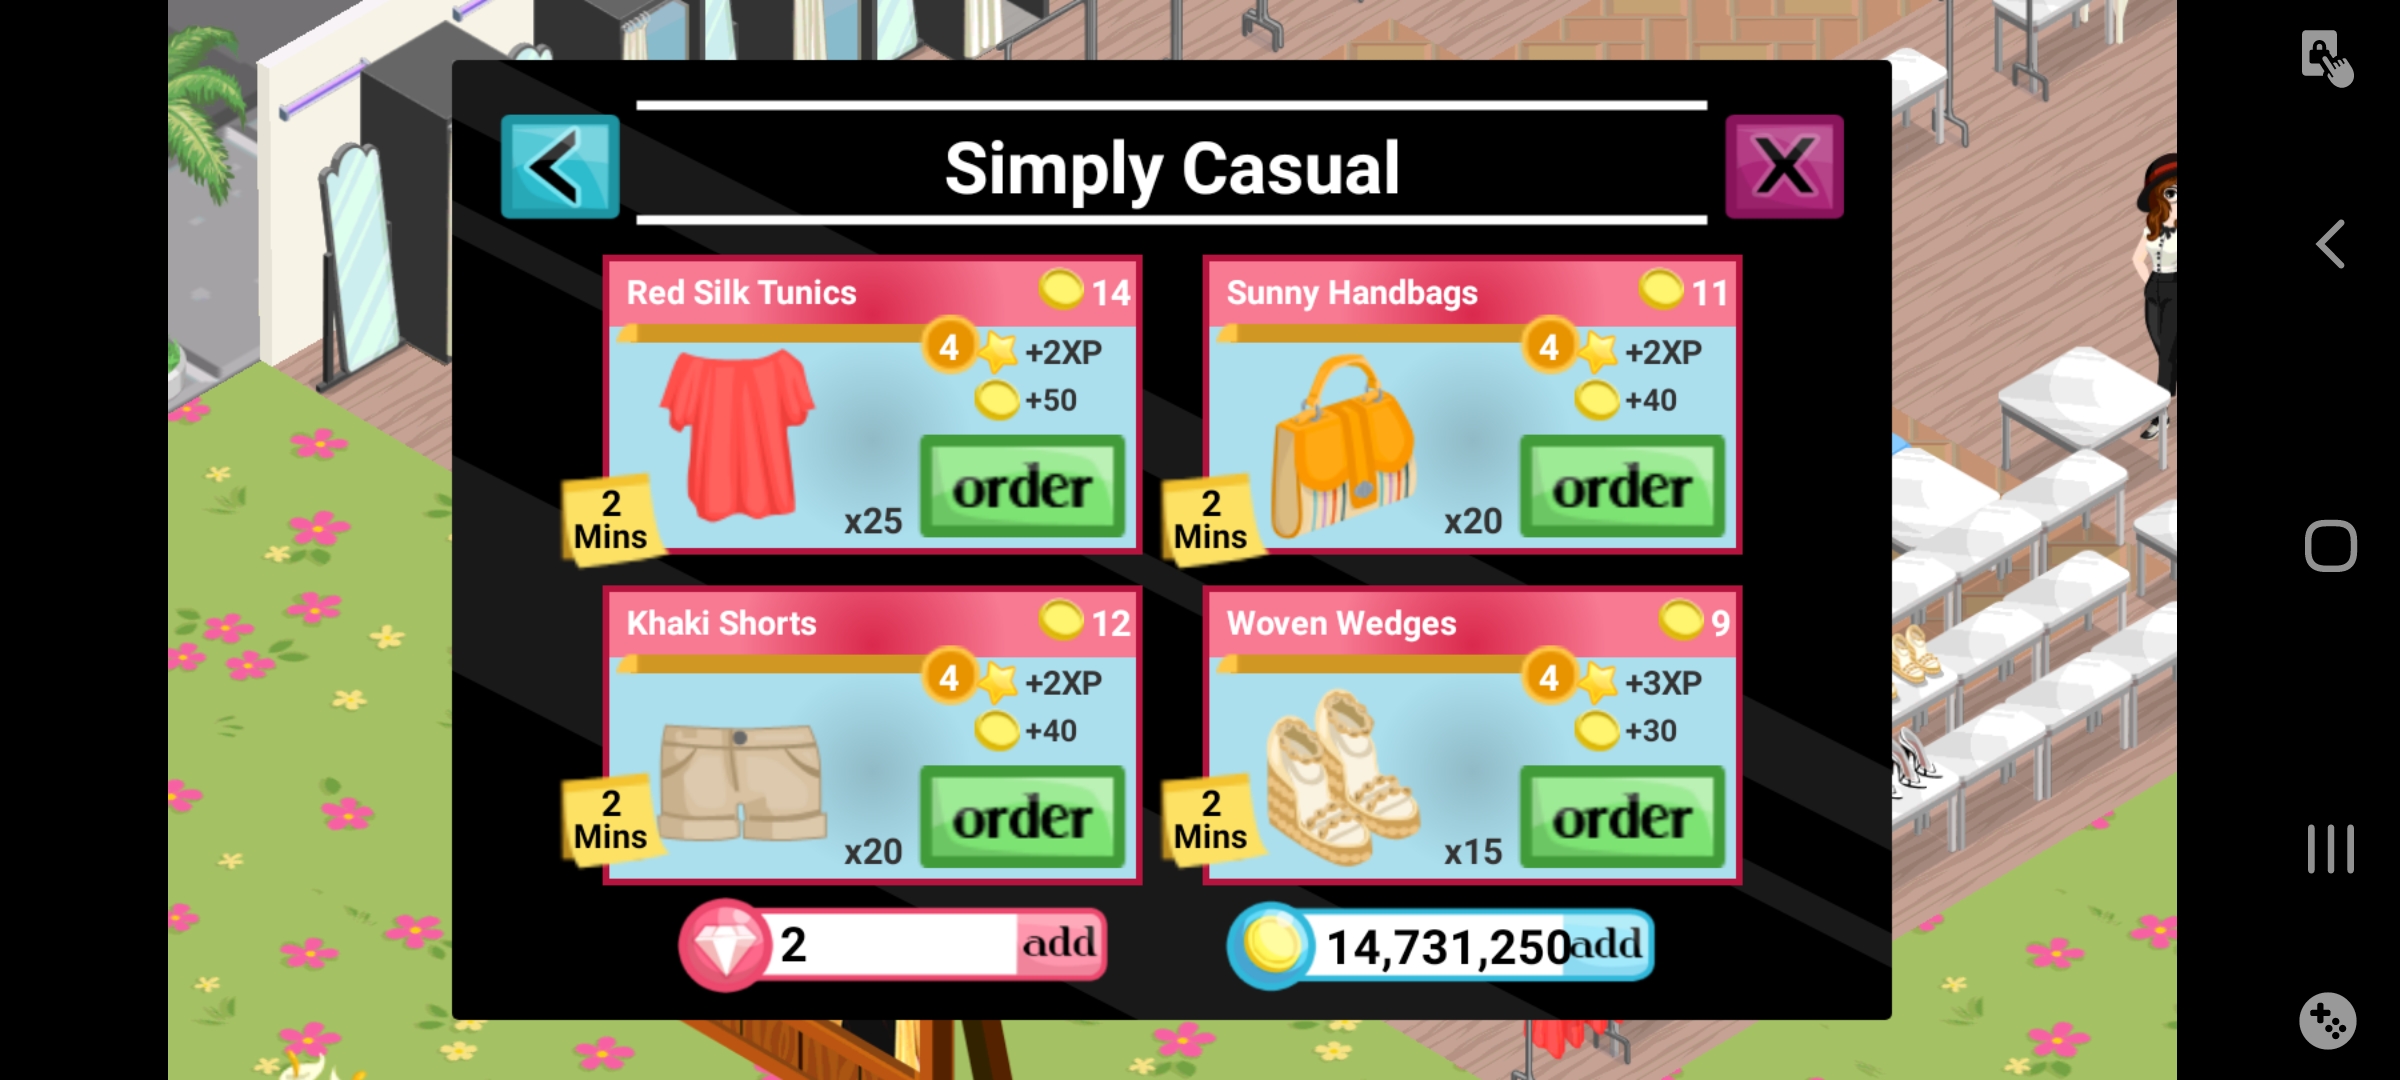 Simply Casual
X
Red Silk Tunics 14
4 +2XP
+50
2
Mins
x25
order
Sunny Handbags 11
4 +2XP
+40
2
Mins
x20
order
Khaki Shorts 12
4 +2XP
+40
2
Mins
x20
order
Woven Wedges 9
4 +3XP
+30
2
Mins
x15
order
2 add
14,731,250 add